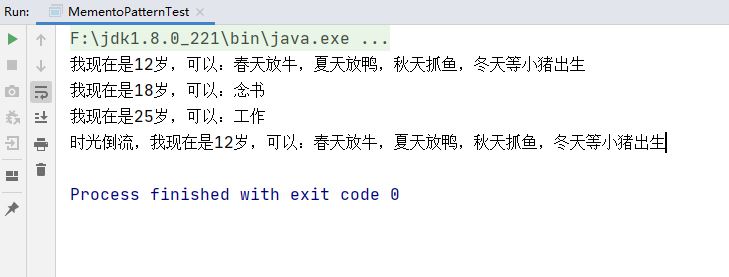 Run: MementoPatternTest
F:\jdk1.8.0_221\bin\java.exe ...
我现在是12岁，可以：春天放牛，夏天放鸭，秋天抓鱼，冬天等小猪出生
我现在是18岁，可以：念书
我现在是25岁，可以：工作
时光倒流，我现在是12岁，可以：春天放牛，夏天放鸭，秋天抓鱼，冬天等小猪出生
Process finished with exit code 0